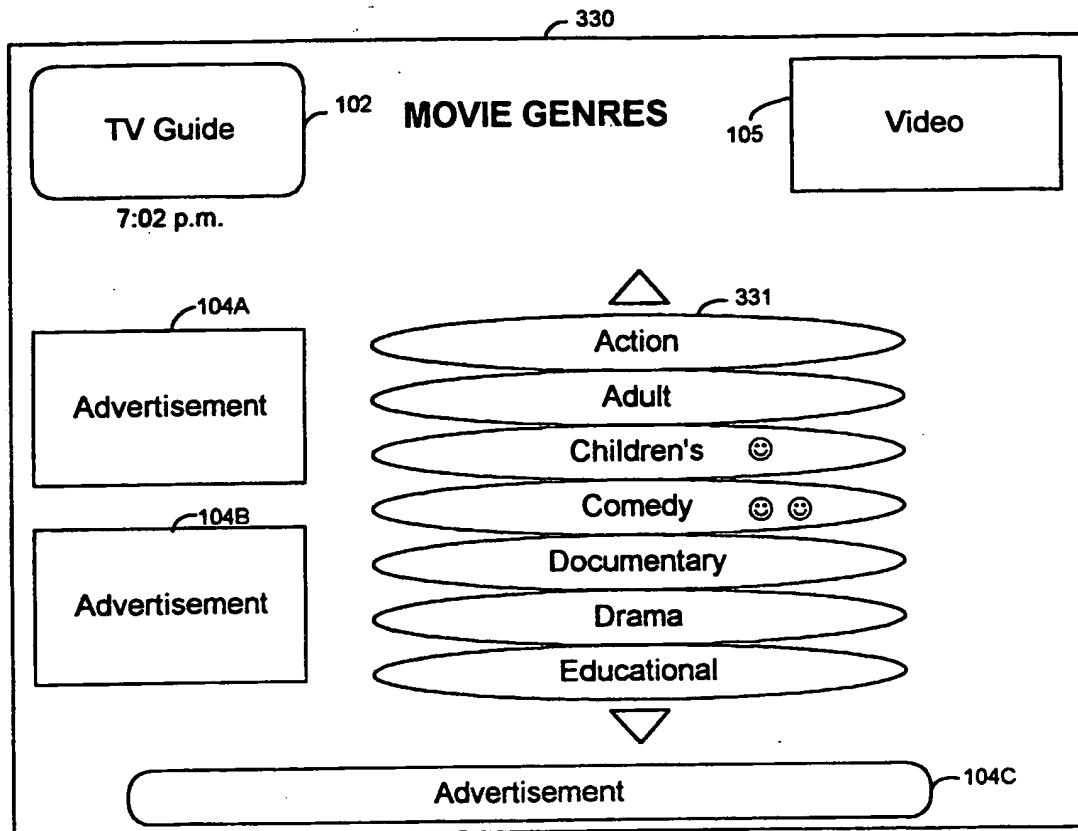 330
TV Guide
102
MOVIE GENRES
105
Video
7:02 p.m.
104A
Advertisement
104B
Advertisement
331
Action
Adult
Children's
Comedy
Documentary
Drama
Educational
Advertisement
104C